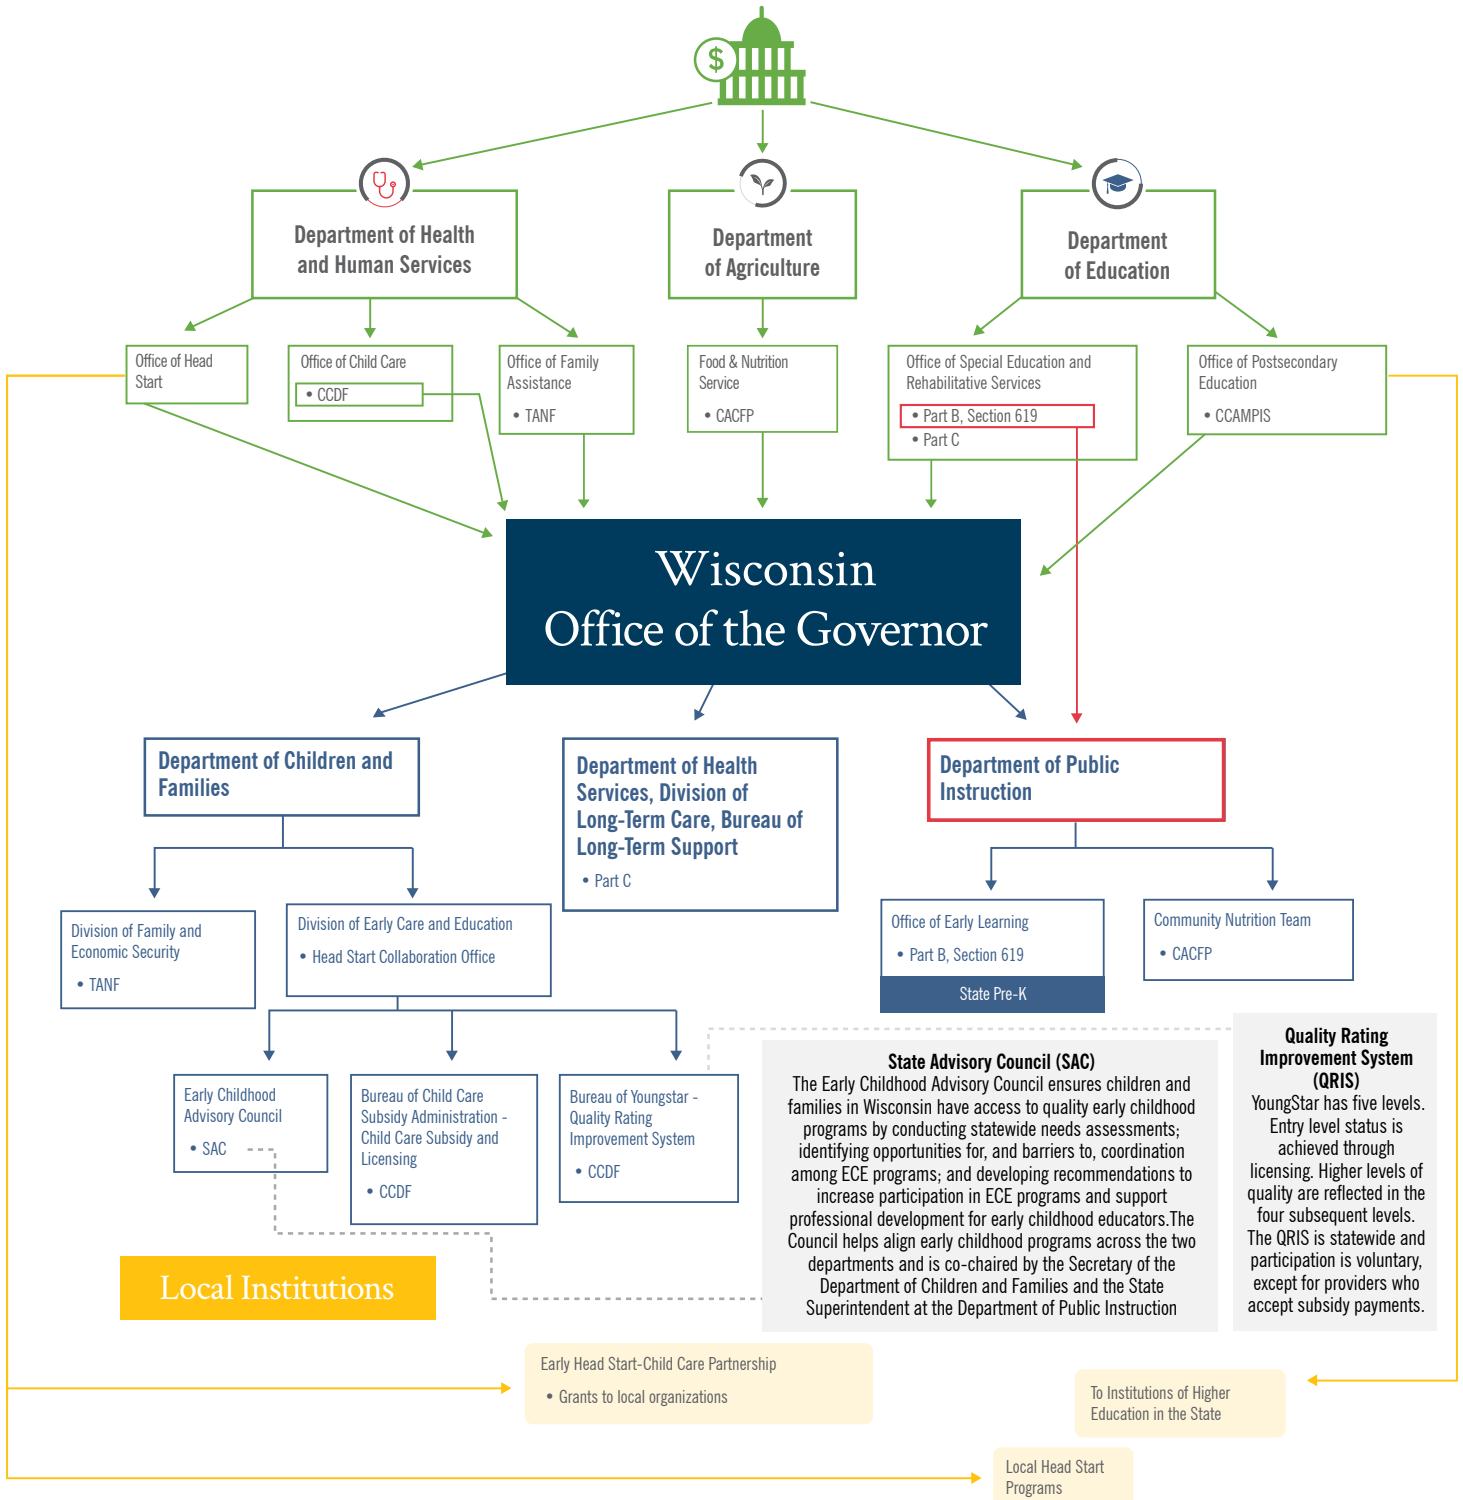 $
Department of Health
and Human Services
Department
of Agriculture
Department
of Education
Office of Head
Start
Office of Child Care
• CCDF
Office of Family
Assistance
• TANF
Food & Nutrition
Service
• CACFP
Office of Special Education and
Rehabilitative Services
• Part B, Section 619
• Part C
Office of Postsecondary
Education
• CCAMPIS
Wisconsin
Office of the Governor
Department of Children and
Families
Department of Health
Services, Division of
Long-Term Care, Bureau of
Long-Term Support
• Part C
Department of Public
Instruction
Division of Family and
Economic Security
• TANF
Division of Early Care and Education
• Head Start Collaboration Office
Office of Early Learning
• Part B, Section 619
State Pre-K
Community Nutrition Team
• CACFP
Early Childhood
Advisory Council
• SAC
Bureau of Child Care
Subsidy Administration -
Child Care Subsidy and
Licensing
• CCDF
Bureau of Youngstar -
Quality Rating
Improvement System
• CCDF
State Advisory Council (SAC)
The Early Childhood Advisory Council ensures children and
families in Wisconsin have access to quality early childhood
programs by conducting statewide needs assessments;
identifying opportunities for, and barriers to, coordination
among ECE programs; and developing recommendations to
increase participation in ECE programs and support
professional development for early childhood educators.The
Council helps align early childhood programs across the two
departments and is co-chaired by the Secretary of the
Department of Children and Families and the State
Superintendent at the Department of Public Instruction
Quality Rating
Improvement System
(QRIS)
YoungStar has five levels.
Entry level status is
achieved through
licensing. Higher levels of
quality are reflected in the
four subsequent levels.
The QRIS is statewide and
participation is voluntary,
except for providers who
accept subsidy payments.
Local Institutions
Early Head Start-Child Care Partnership
• Grants to local organizations
To Institutions of Higher
Education in the State
Local Head Start
Programs